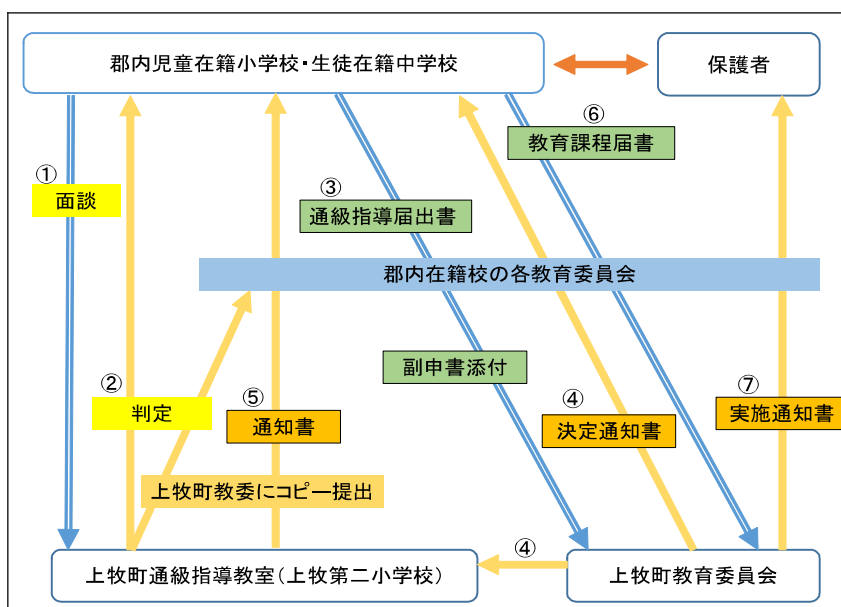 郡内児童在籍小学校・生徒在籍中学校
保護者
⑥
教育課程届書
①
面談
③
通級指導届出書
郡内在籍校の各教育委員会
副申書添付
②
判定
⑤
通知書
④
決定通知書
⑦
実施通知書
上牧町教委にコピー提出
④
上牧町通級指導教室（上牧第二小学校）
上牧町教育委員会